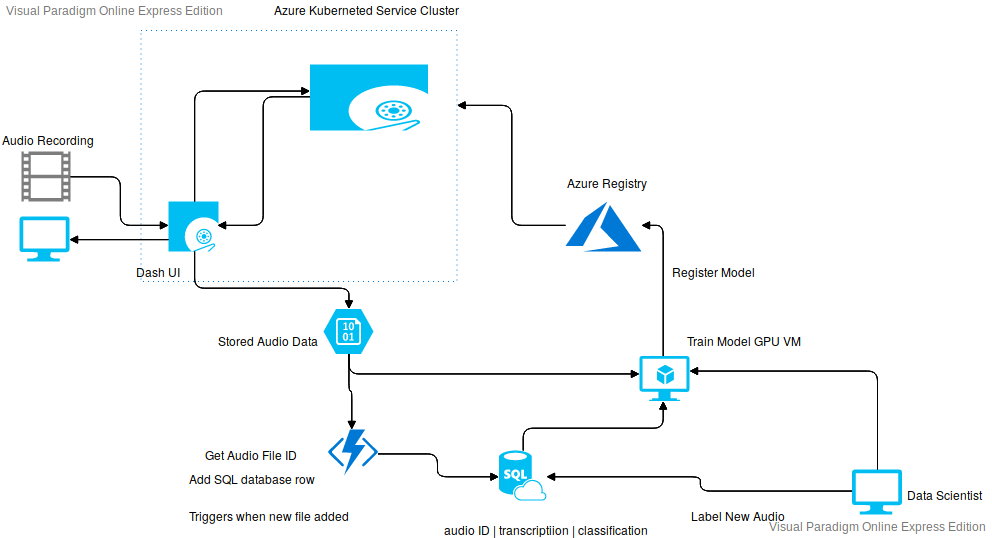 Visual Paradigm Online Express Edition
Azure Kuberneted Service Cluster
Audio Recording
Azure Registry
Dash UI
Register Model
Stored Audio Data
10
01
Train Model GPU VM
Get Audio File ID
Add SQL database row
SQL
Data Scientist
Triggers when new file added
Label New Audio
Visual Paradigm Online Express Edition
audio ID | transcriptiion | classification